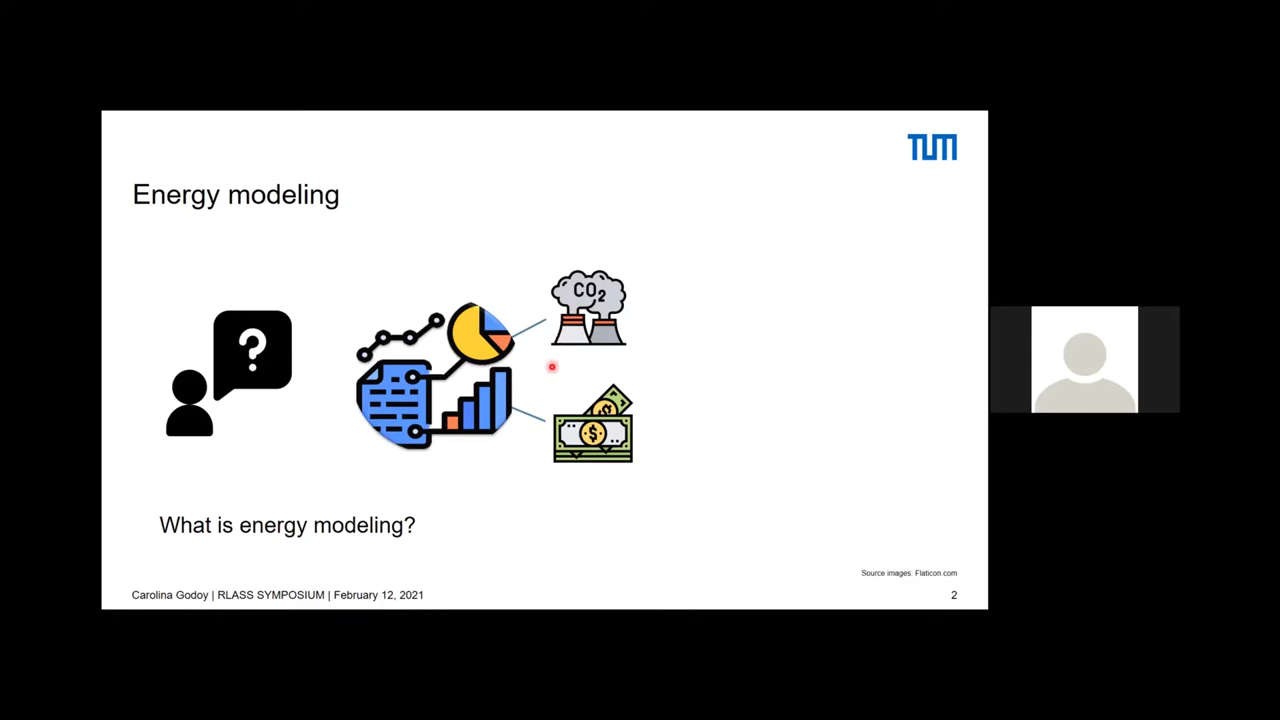 TUM
Energy modeling
CO2
?
$
$
What is energy modeling?
Source images: Flaticon.com
Carolina Godoy | RLASS SYMPOSIUM | February 12, 2021
2